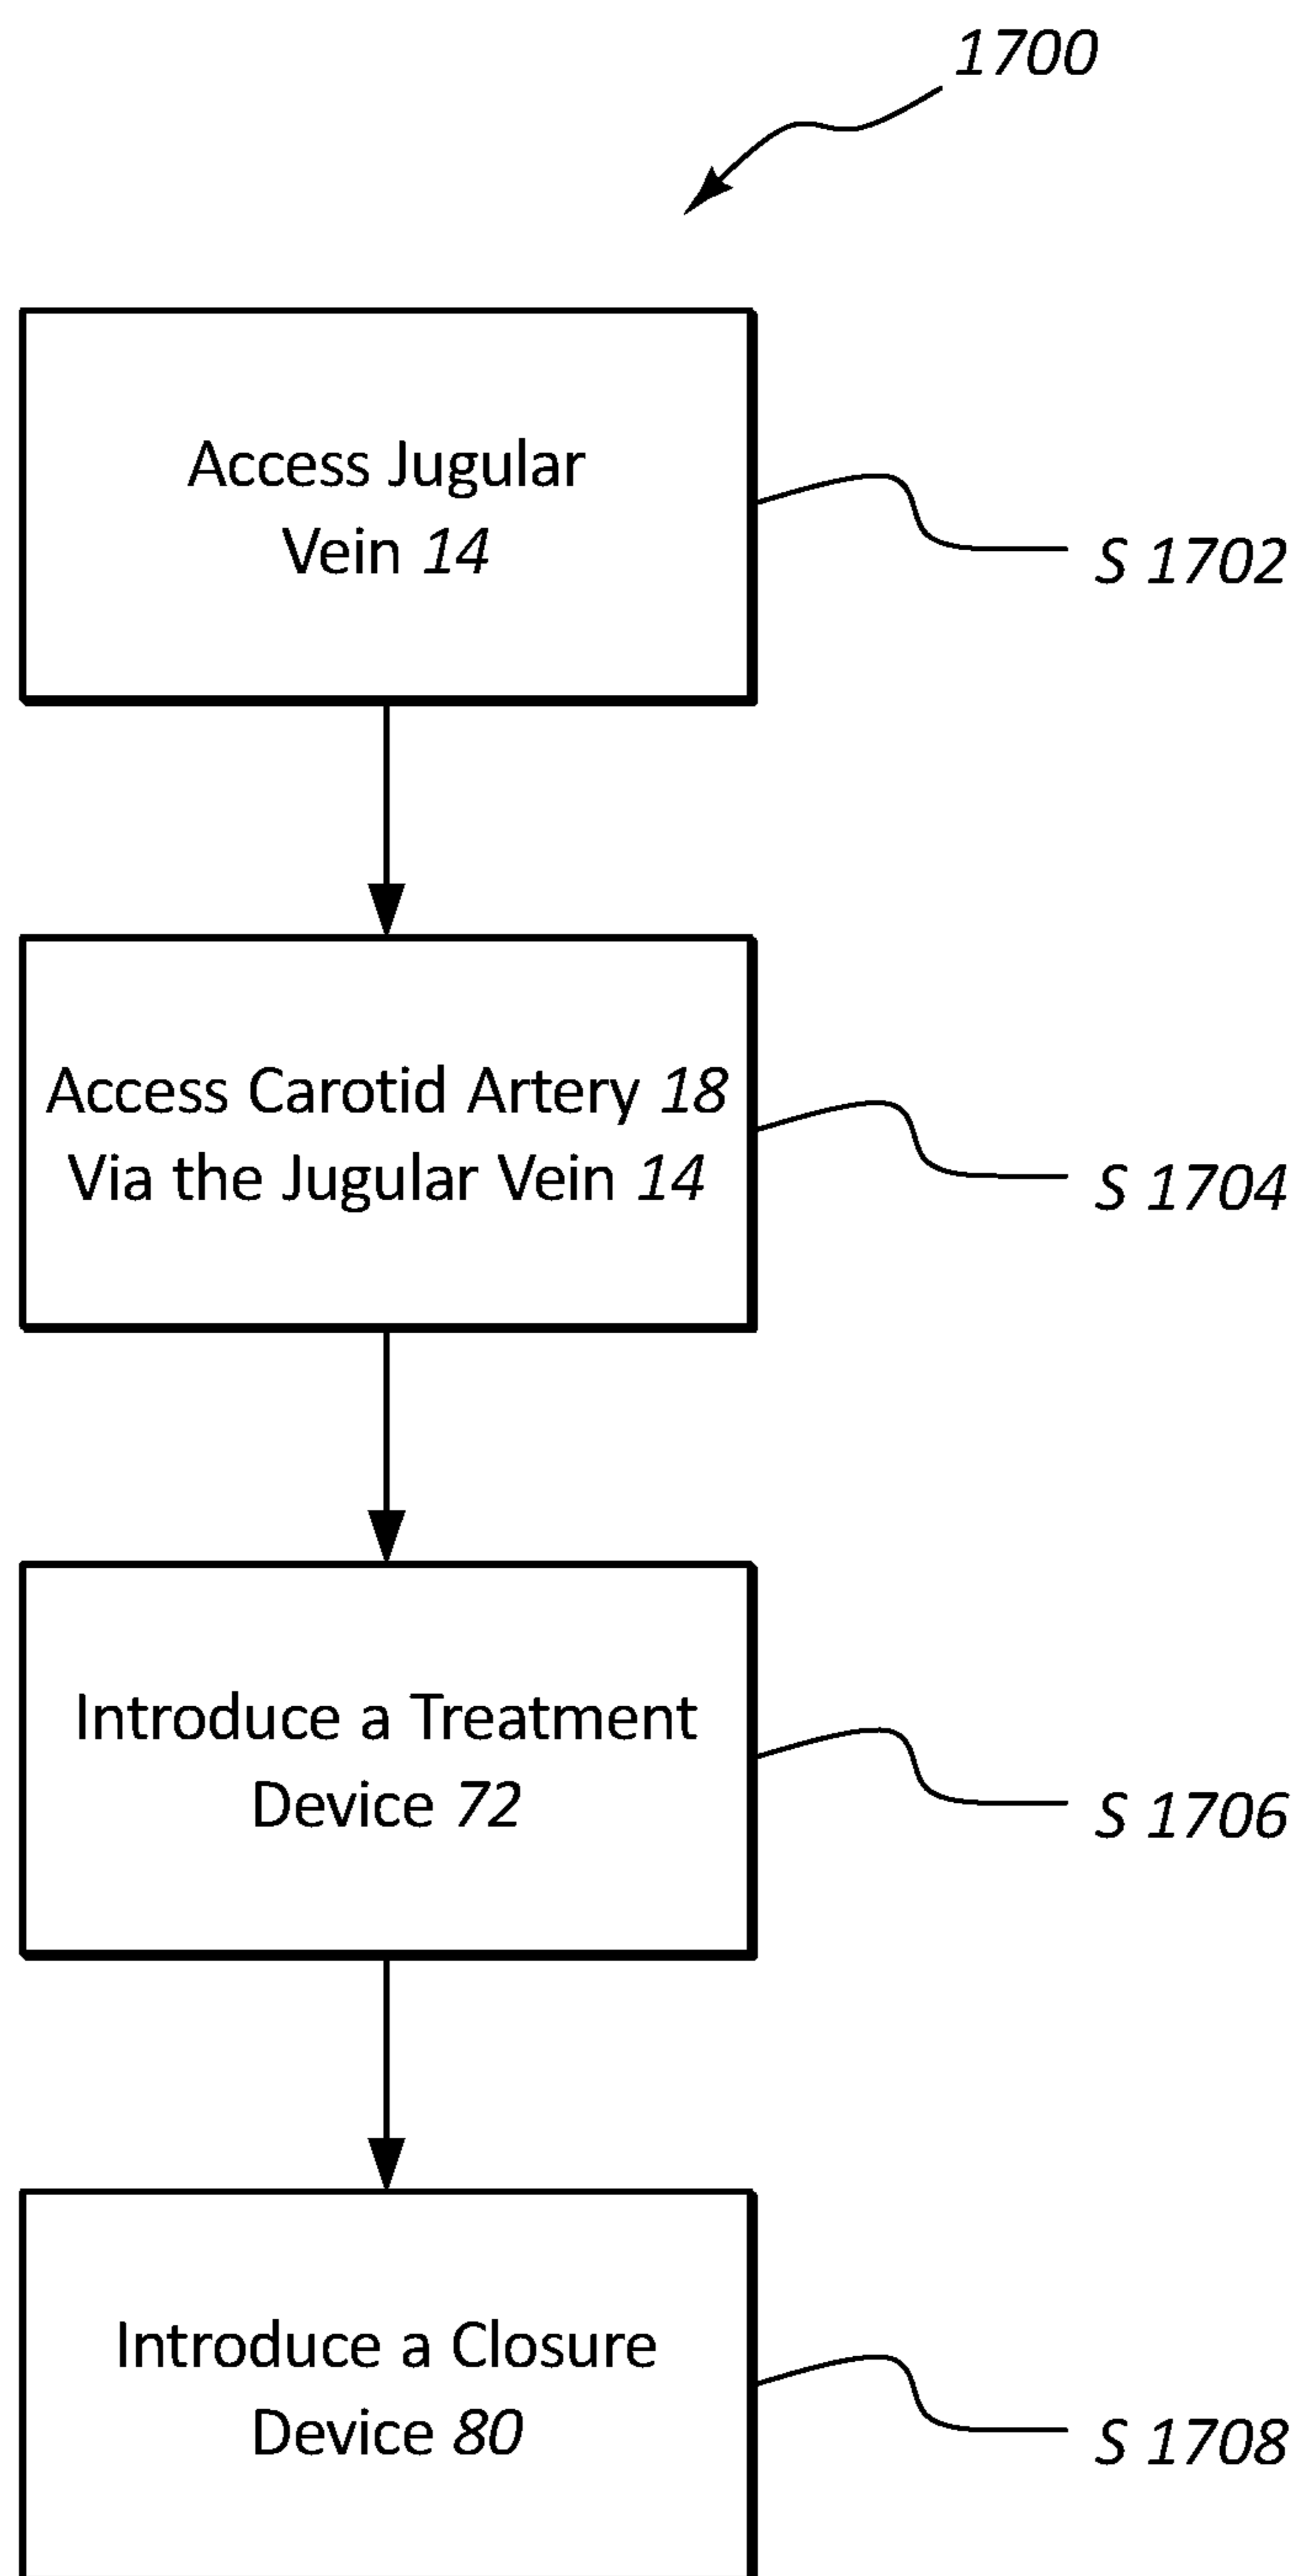 1700
Access Jugular
Vein 14
S 1702
Access Carotid Artery 18
Via the Jugular Vein 14
S 1704
Introduce a Treatment
Device 72
S 1706
Introduce a Closure
Device 80
S 1708